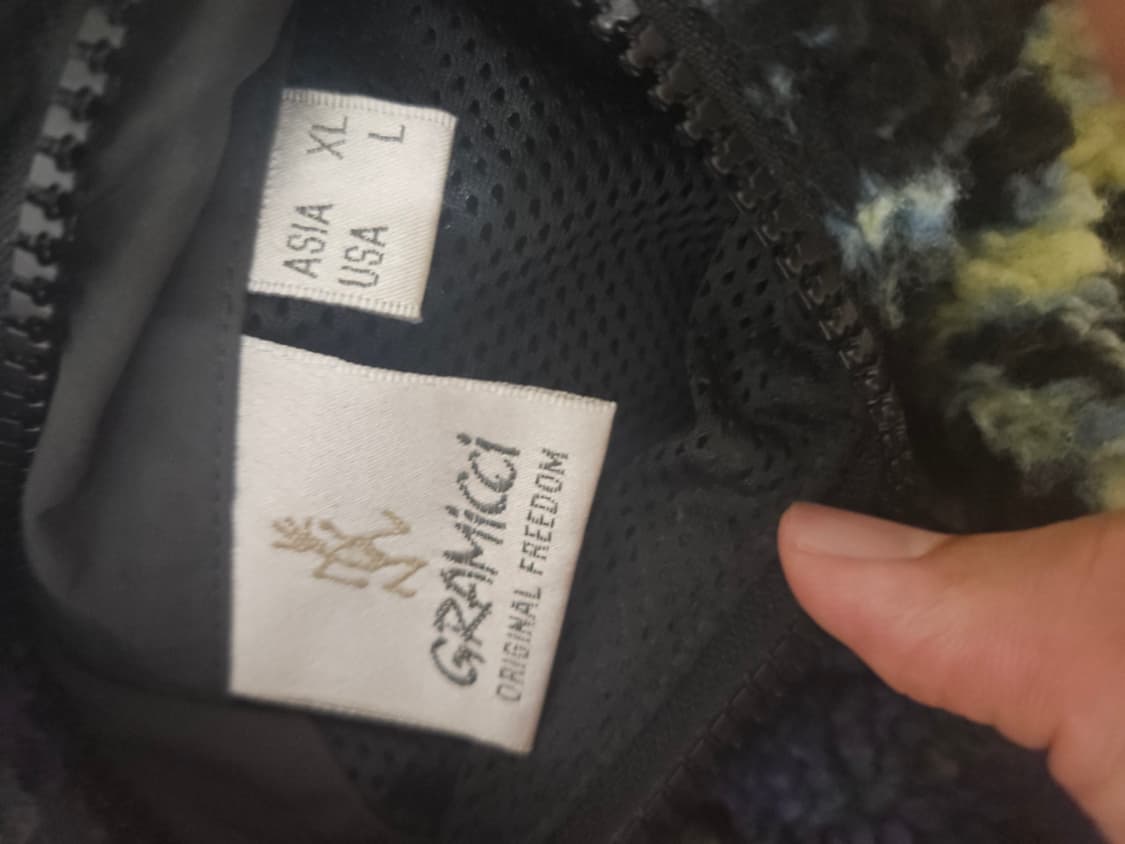 ASIA XL
USA L
GRAMiCCi
ORIGINAL FREEDOM